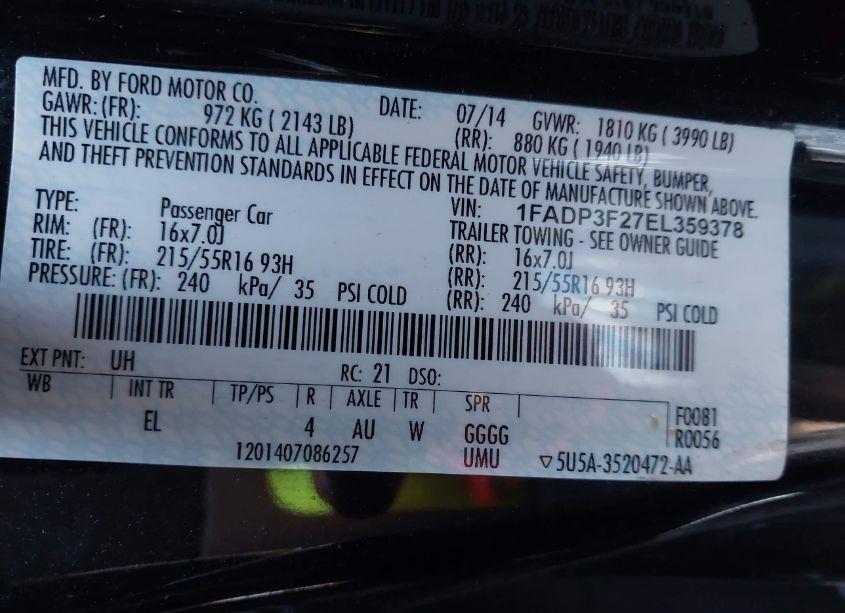 MFD. BY FORD MOTOR CO. DATE: 07/14 GVWR: 1810 KG ( 3990 LB)
GAWR: (FR): 972 KG ( 2143 LB) (RR): 880 KG ( 1940 LB)
THIS VEHICLE CONFORMS TO ALL APPLICABLE FEDERAL MOTOR VEHICLE SAFETY, BUMPER,
AND THEFT PREVENTION STANDARDS IN EFFECT ON THE DATE OF MANUFACTURE SHOWN ABOVE.
VIN: 1FADP3F27EL359378
TYPE: Passenger Car TRAILER TOWING - SEE OWNER GUIDE
RIM: (FR): 16x7.0J (RR): 16x7.0J
TIRE: (FR): 215/55R16 93H (RR): 215/55R16 93H
PRESSURE: (FR): 240 kPa/ 35 PSI COLD (RR): 240 kPa/ 35 PSI COLD
EXT PNT: UH RC: 21 DSO:
WB INT TR TP/PS R AXLE TR SPR F0081
EL 4 AU W GGGG R0056
1201407086257 UMU ▽5U5A-3520472-AA